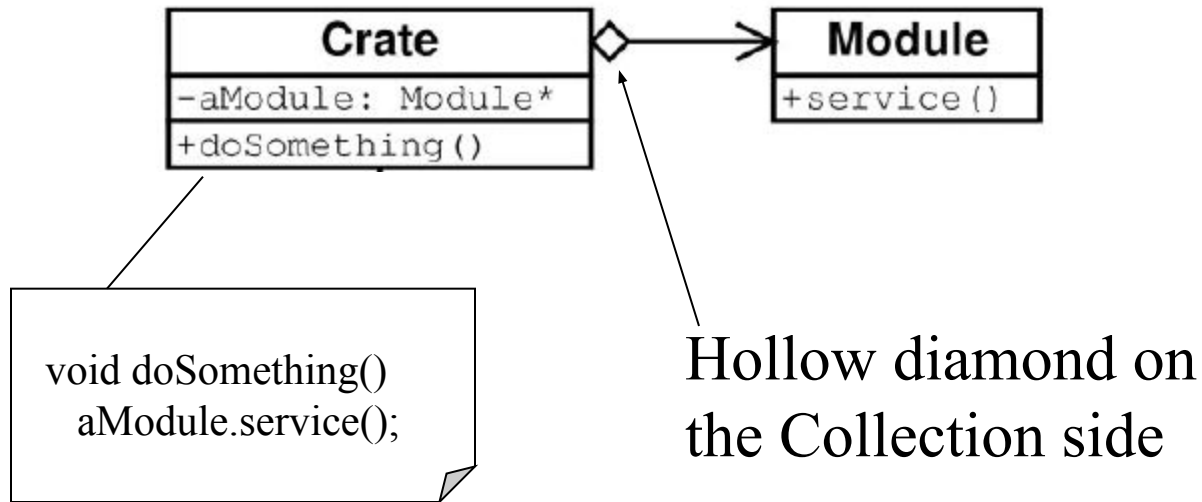 Crate
-aModule: Module*
+doSomething()
Module
+service()
void doSomething()
aModule.service();
Hollow diamond on
the Collection side